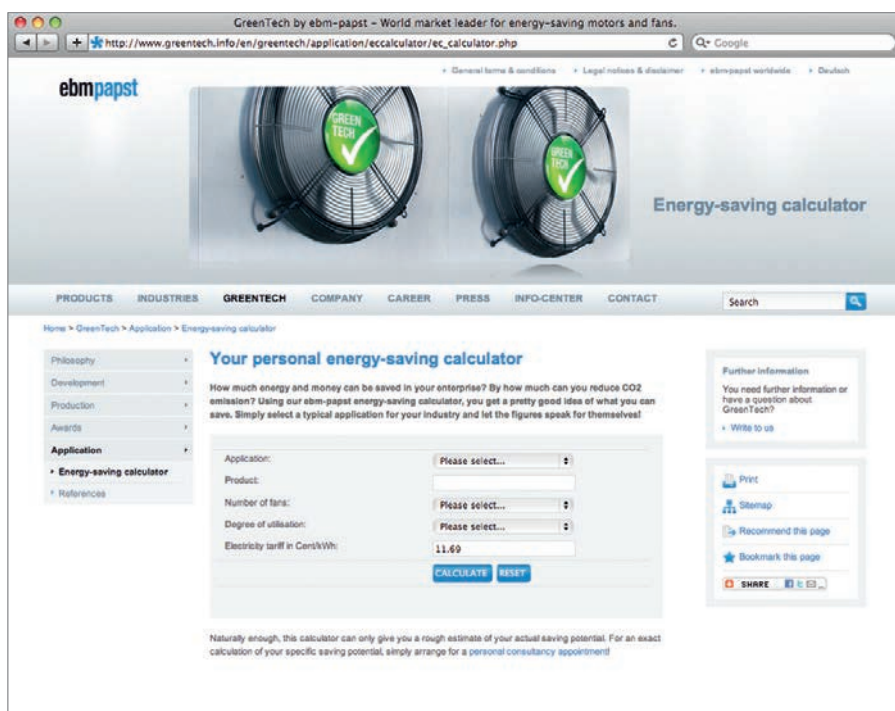 GreenTech by ebm-papst – World market leader for energy-saving motors and fans.
http://www.greentech.info/en/greentech/application/eccalculator/ec_calculator.php
Google
General terms & conditions
Legal notices & disclaimer
ebm-papst worldwide
Deutsch
ebmpapst
GREEN
TECH
GREEN
TECH
Energy-saving calculator
PRODUCTS INDUSTRIES GREENTECH COMPANY CAREER PRESS INFO-CENTER CONTACT
Search
Home > GreenTech > Application > Energy-saving calculator
Philosophy
Development
Production
Awards
Application
Energy-saving calculator
References
Your personal energy-saving calculator
How much energy and money can be saved in your enterprise? By how much can you reduce CO2
emission? Using our ebm-papst energy-saving calculator, you get a pretty good idea of what you can
save. Simply select a typical application for your industry and let the figures speak for themselves!
Application: Please select...
Product:
Number of fans: Please select...
Degree of utilisation: Please select...
Electricity tariff in Cent/kWh: 11.69
CALCULATE RESET
Naturally enough, this calculator can only give you a rough estimate of your actual saving potential. For an exact
calculation of your specific saving potential, simply arrange for a personal consultancy appointment!
Further information
You need further information or
have a question about
GreenTech?
Write to us
Print
Sitemap
Recommend this page
Bookmark this page
SHARE